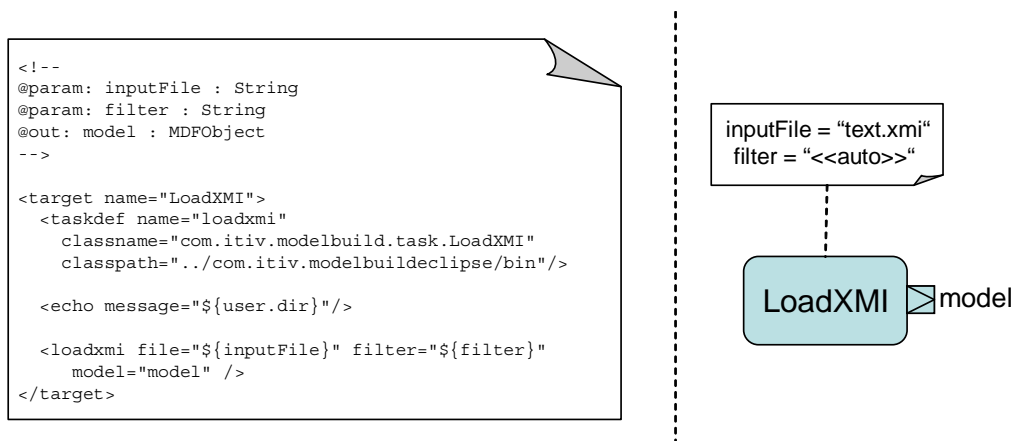 <!--
@param: inputFile : String
@param: filter : String
@out: model : MDFObject
-->
<target name="LoadXMI">
<taskdef name="loadxmi"
classname="com.itiv.modelbuild.task.LoadXMI"
classpath="../com.itiv.modelbuildeclipse/bin"/>
<echo message="${user.dir}"/>
<loadxmi file="${inputFile}" filter="${filter}"
model="model" />
</target>
inputFile = “text.xmi“
filter = “<<auto>>“
LoadXMI
model